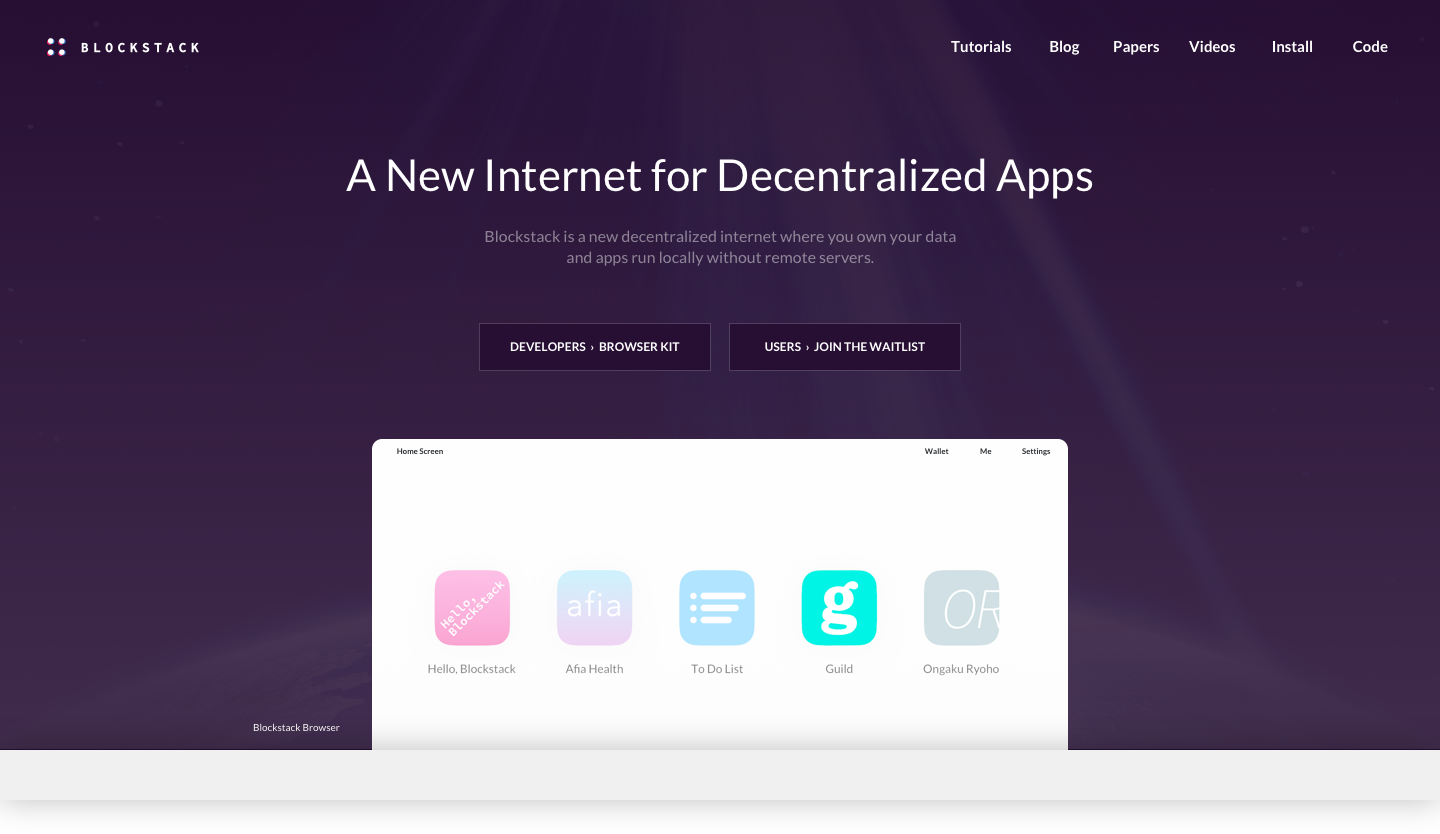 BLOCKSTACK
Tutorials Blog Papers Videos Install Code
A New Internet for Decentralized Apps
Blockstack is a new decentralized internet where you own your data
and apps run locally without remote servers.
DEVELOPERS › BROWSER KIT
USERS › JOIN THE WAITLIST
Home Screen Wallet Me Settings
Hello,
Blockstack
afia
g
OR
Hello, Blockstack
Afia Health
To Do List
Guild
Ongaku Ryoho
Blockstack Browser